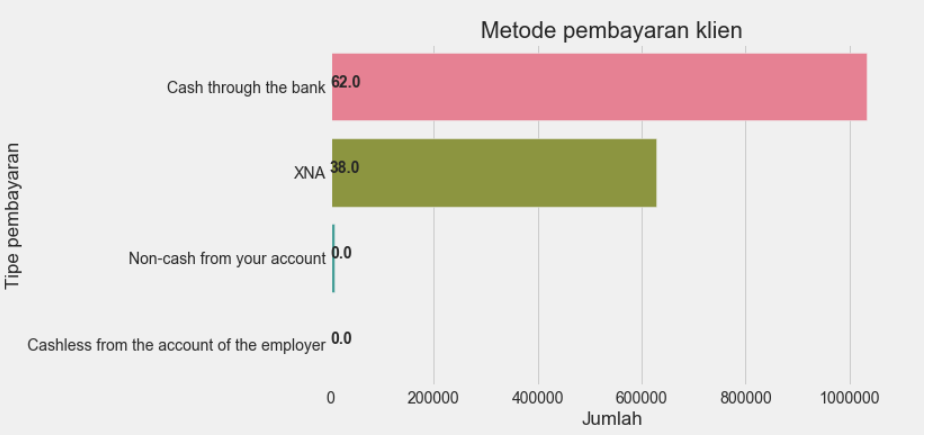 Metode pembayaran klien
Tipe pembayaran
Cash through the bank 62.0
XNA 38.0
Non-cash from your account 0.0
Cashless from the account of the employer 0.0
0 200000 400000 600000 800000 1000000
Jumlah